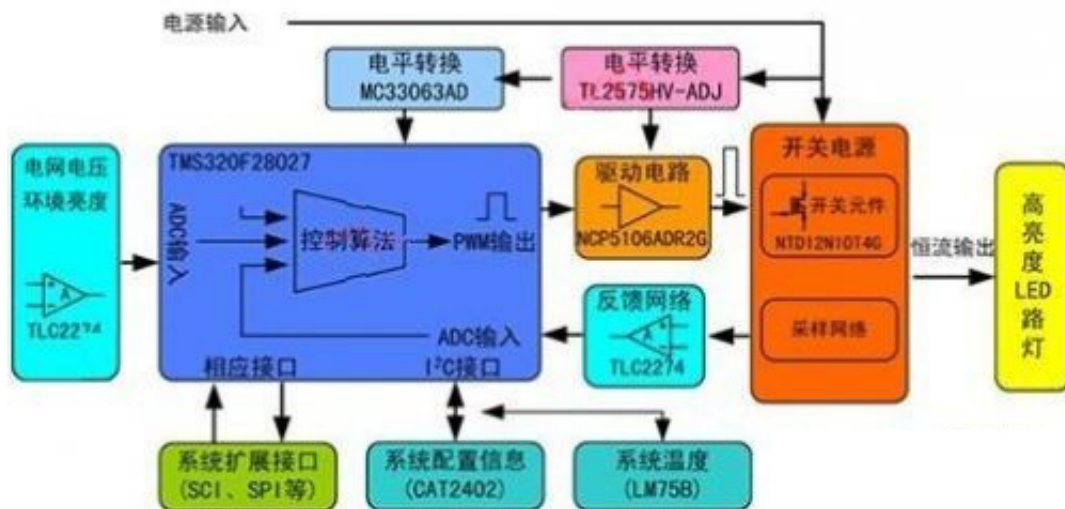 电源输入
电平转换
MC33063AD
电平转换
TL2575HV-ADJ
电网电压
环境亮度
A
TLC2274
TMS320F28027
ADC输入
控制算法
PWM输出
ADC输入
相应接口
I²C接口
驱动电路
NCP5106ADR2G
反馈网络
A
TLC2274
开关电源
开关元件
采样网络
恒流输出
高亮度LED路灯
系统扩展接口
(SCI、SPI等)
系统配置信息
(CAT2402)
系统温度
(LM75B)